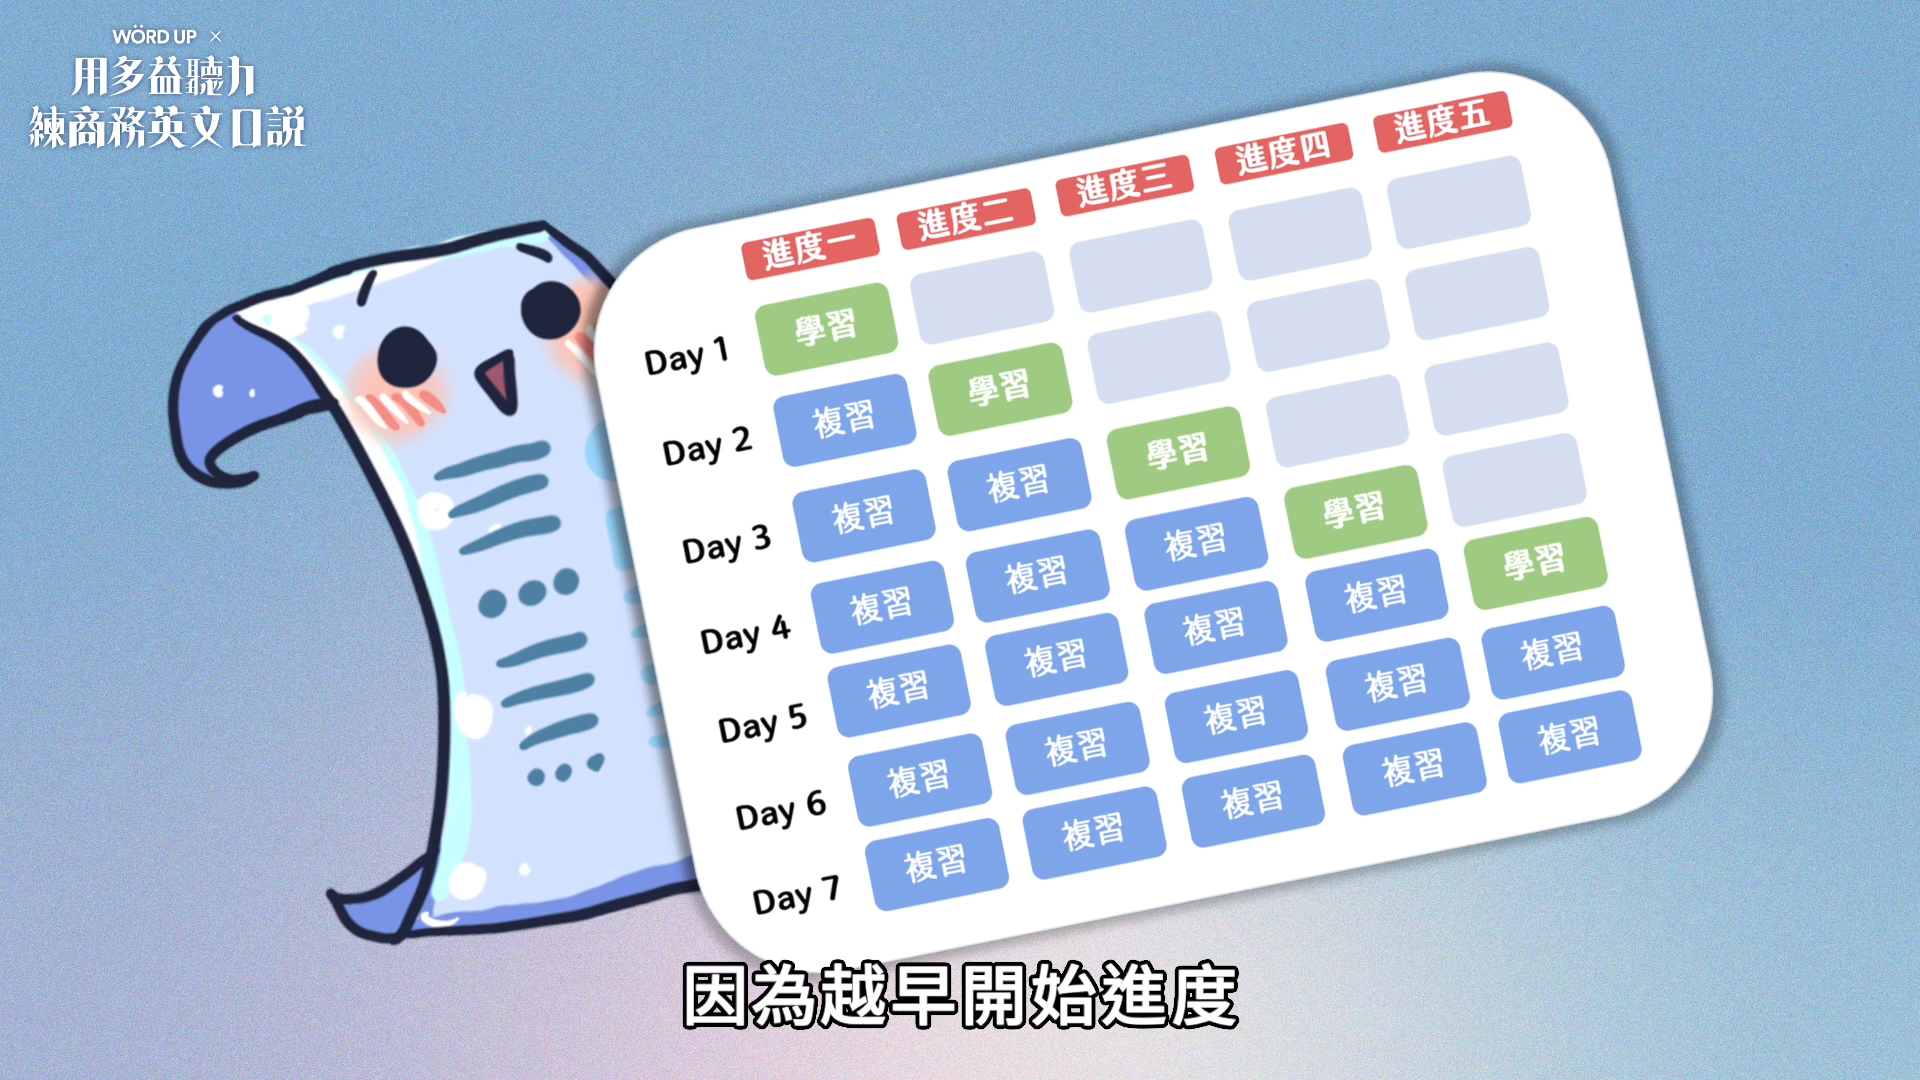 WORD UP ×
用多益聽力
練商務英文口說
進度一 進度二 進度三 進度四 進度五
Day 1 學習
Day 2 複習 學習
Day 3 複習 複習 學習
Day 4 複習 複習 複習 學習
Day 5 複習 複習 複習 複習 學習
Day 6 複習 複習 複習 複習 複習
Day 7 複習 複習 複習 複習 複習
因為越早開始進度